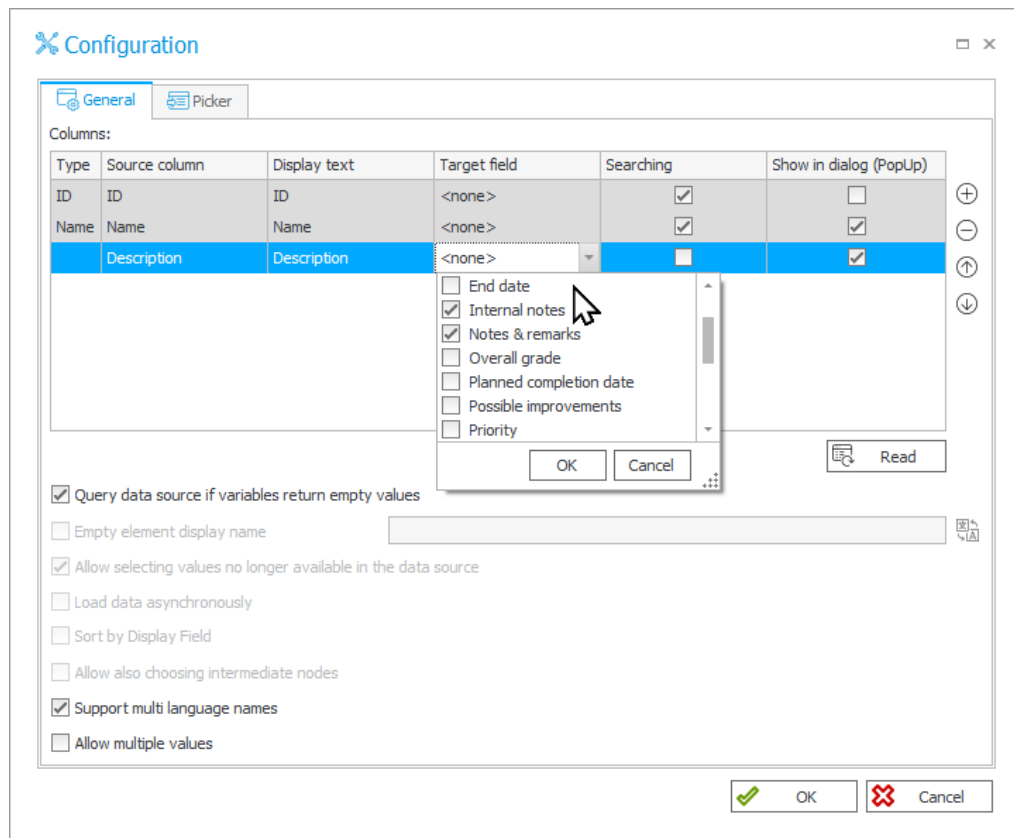 Configuration
General Picker
Columns:
Type Source column Display text Target field Searching Show in dialog (PopUp)
ID ID ID <none>
Name Name Name <none>
Description Description <none>
End date
Internal notes
Notes & remarks
Overall grade
Planned completion date
Possible improvements
Priority
OK Cancel
Read
Query data source if variables return empty values
Empty element display name
Allow selecting values no longer available in the data source
Load data asynchronously
Sort by Display Field
Allow also choosing intermediate nodes
Support multi language names
Allow multiple values
OK Cancel